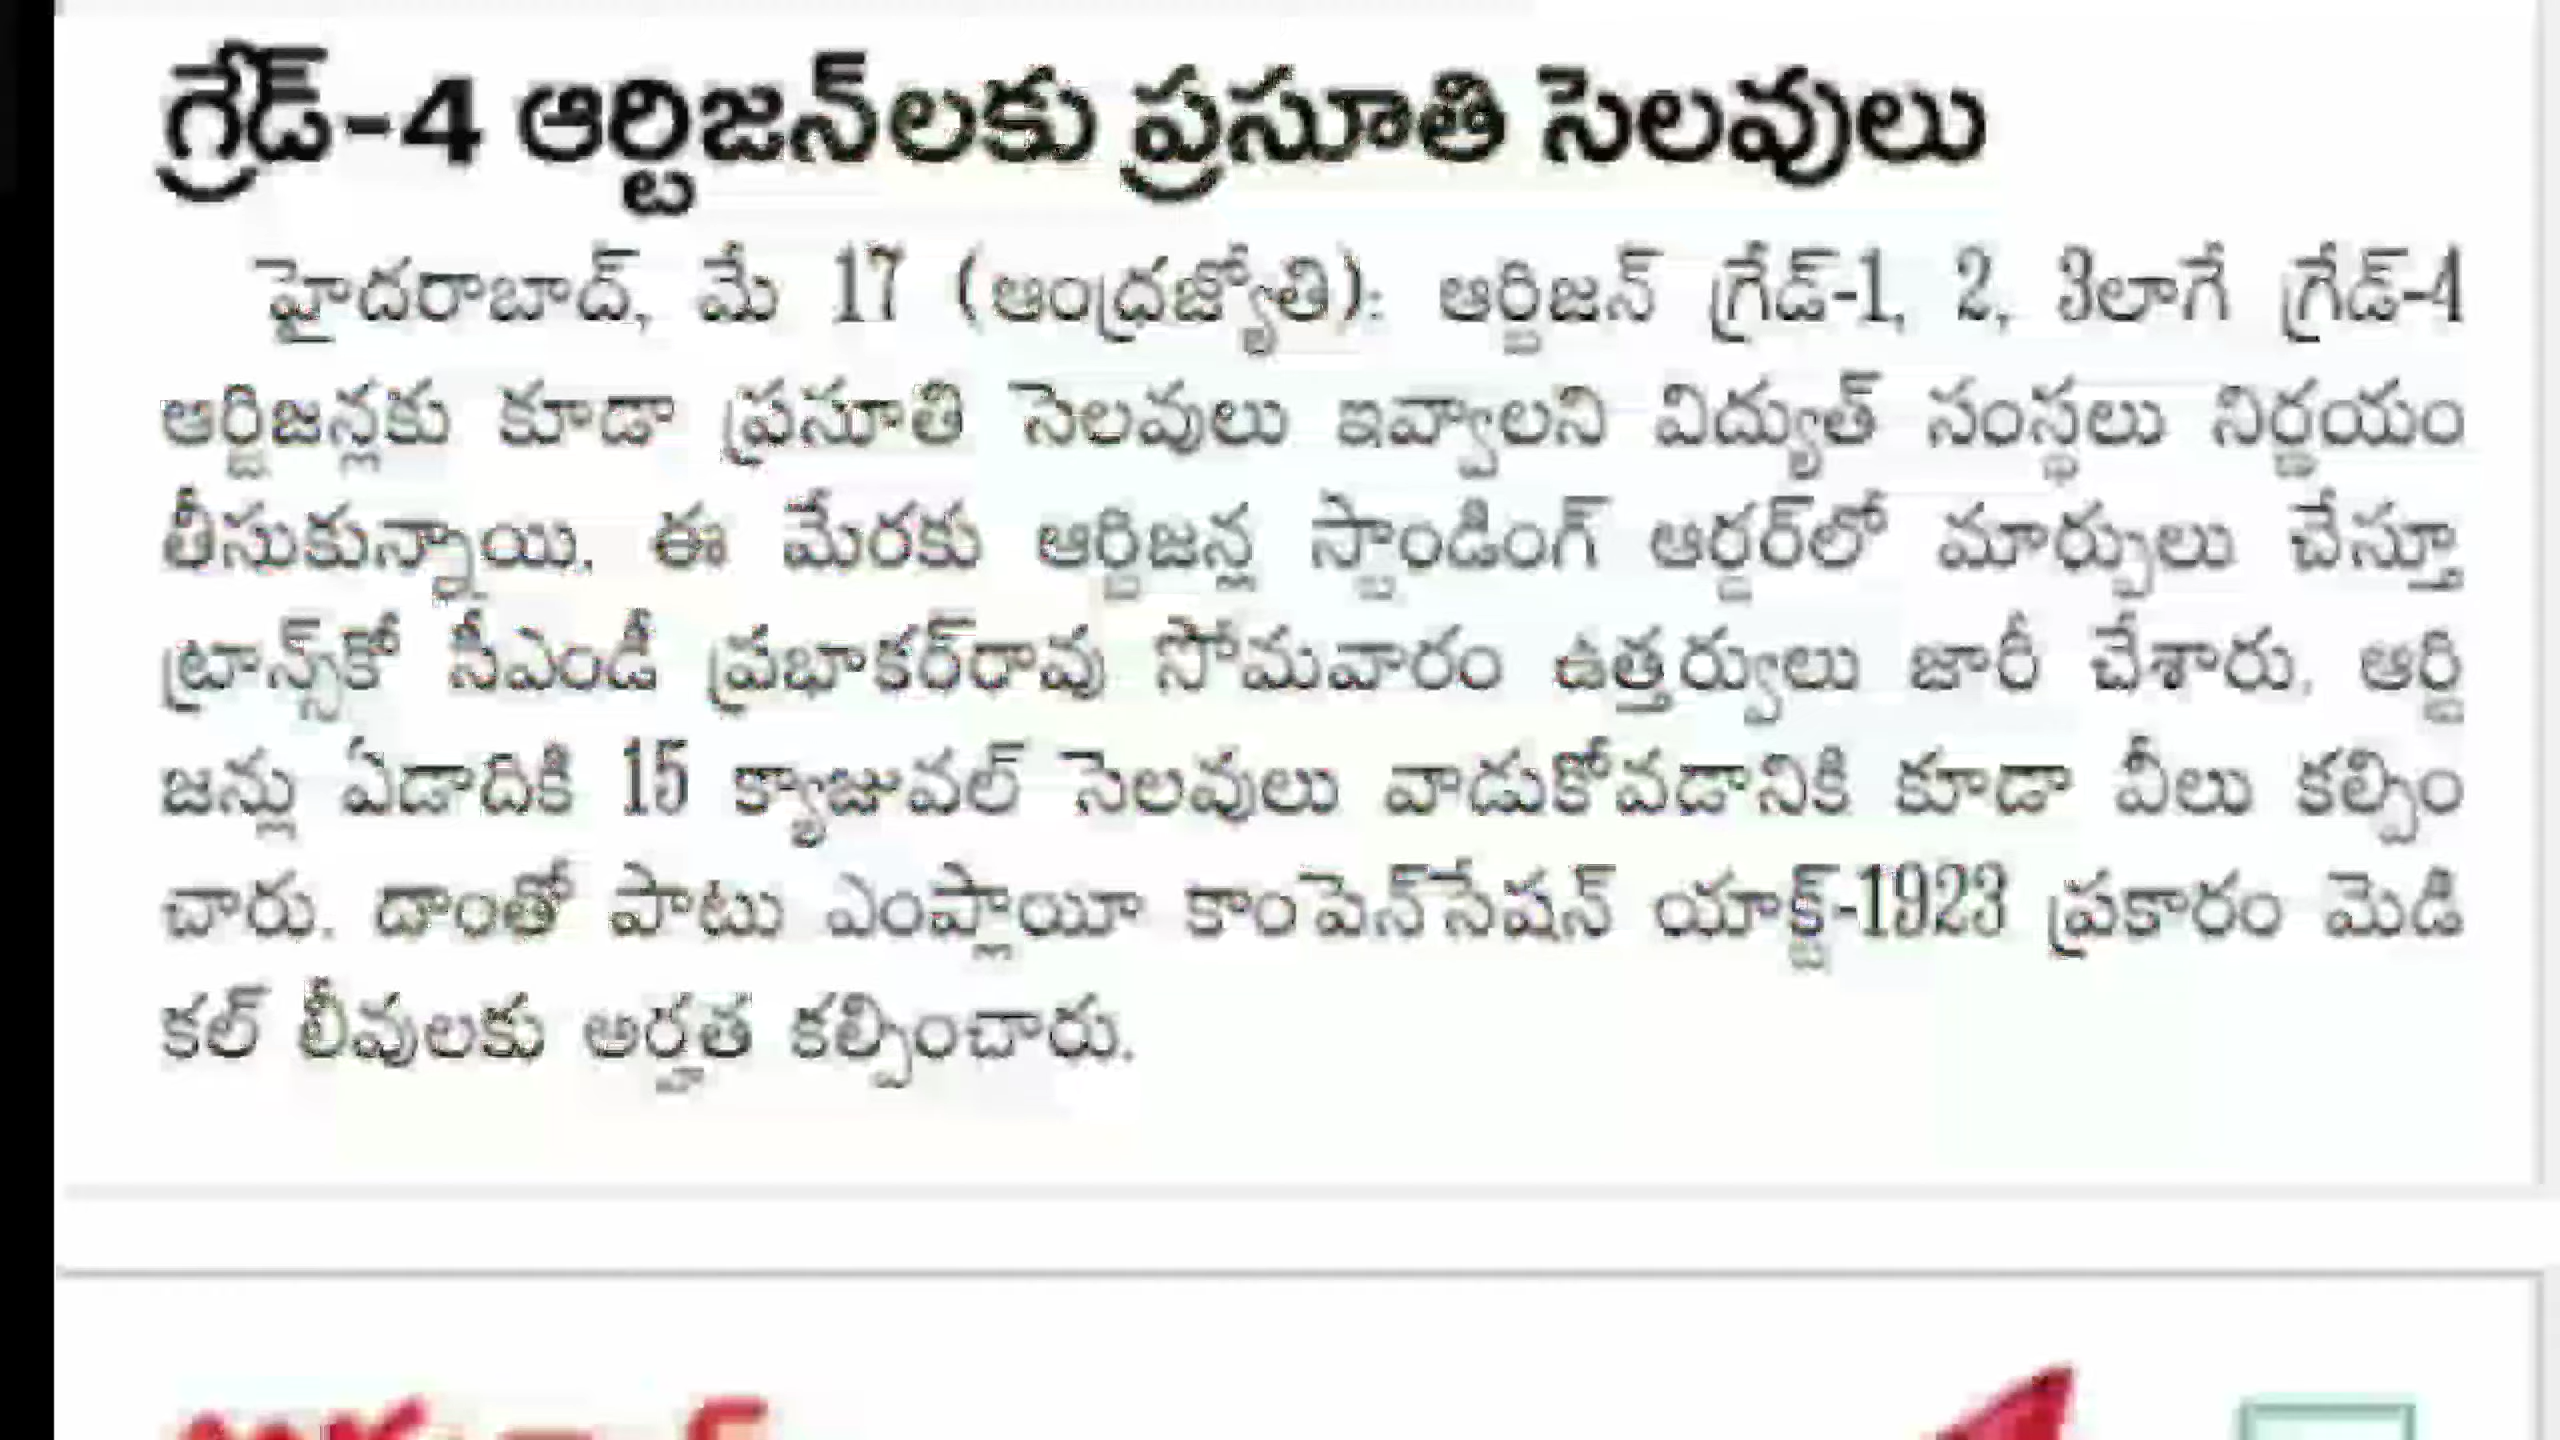 గ్రేడ్-4 ఆర్టిజన్‌లకు ప్రసూతి సెలవులు
హైదరాబాద్, మే 17 (ఆంధ్రజ్యోతి): ఆర్టిజన్ గ్రేడ్-1, 2, 3లాగే గ్రేడ్-4
ఆర్టిజన్లకు కూడా ప్రసూతి సెలవులు ఇవ్వాలని విద్యుత్ సంస్థలు నిర్ణయం
తీసుకున్నాయి. ఈ మేరకు ఆర్టిజన్ల స్టాండింగ్ ఆర్డర్‌లో మార్పులు చేస్తూ
ట్రాన్స్‌కో సీఎండీ ప్రభాకర్‌రావు సోమవారం ఉత్తర్వులు జారీ చేశారు. ఆర్టి
జన్లు ఏడాదికి 15 క్యాజువల్ సెలవులు వాడుకోవడానికి కూడా వీలు కల్పిం
చారు. దాంతో పాటు ఎంప్లాయీ కాంపెన్‌సేషన్ యాక్ట్-1923 ప్రకారం మెడి
కల్ లీవులకు అర్హత కల్పించారు.